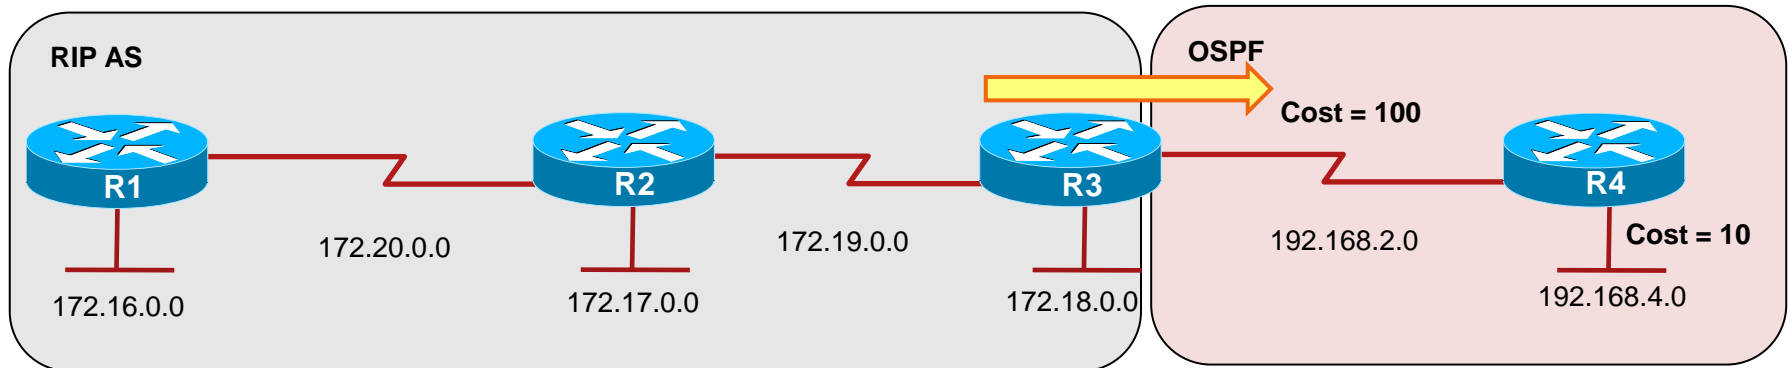 RIP AS
OSPF
Cost = 100
R1
R2
R3
R4
172.20.0.0
172.19.0.0
192.168.2.0
Cost = 10
172.16.0.0
172.17.0.0
172.18.0.0
192.168.4.0